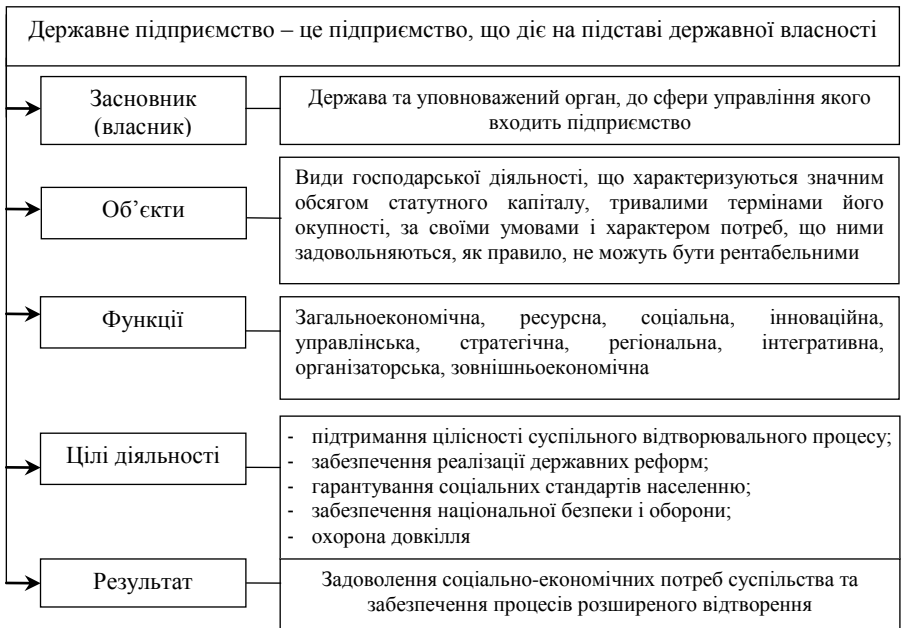 Державне підприємство – це підприємство, що діє на підставі державної власності
Засновник
(власник)
Держава та уповноважений орган, до сфери управління якого
входить підприємство
Об’єкти
Види господарської діяльності, що характеризуються значним
обсягом статутного капіталу, тривалими термінами його
окупності, за своїми умовами і характером потреб, що ними
задовольняються, як правило, не можуть бути рентабельними
Функції
Загальноекономічна, ресурсна, соціальна, інноваційна,
управлінська, стратегічна, регіональна, інтегративна,
організаторська, зовнішньоекономічна
Цілі діяльності
- підтримання цілісності суспільного відтворювального процесу;
- забезпечення реалізації державних реформ;
- гарантування соціальних стандартів населенню;
- забезпечення національної безпеки і оборони;
- охорона довкілля
Результат
Задоволення соціально-економічних потреб суспільства та
забезпечення процесів розширеного відтворення